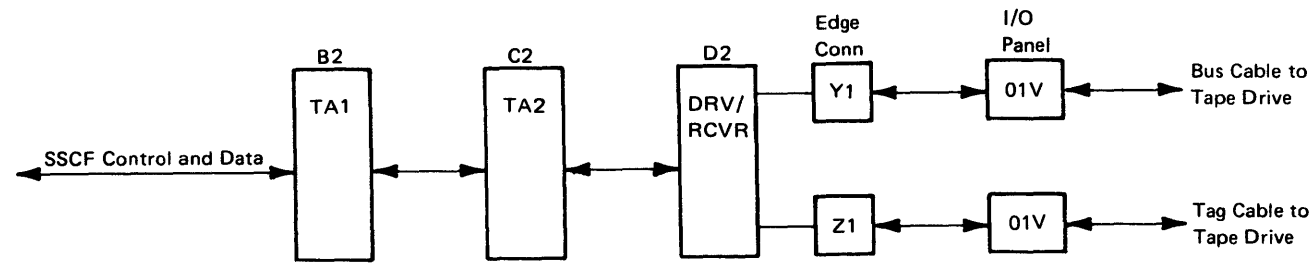 SSCF Control and Data
B2
TA1
C2
TA2
D2
DRV/
RCVR
Edge
Conn
Y1
Z1
I/O
Panel
01V
01V
Bus Cable to
Tape Drive
Tag Cable to
Tape Drive